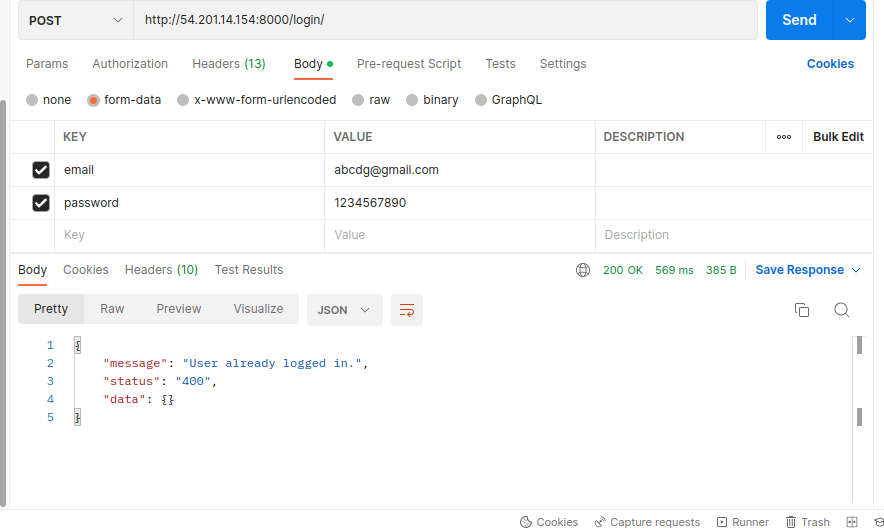 POST http://54.201.14.154:8000/login/ Send
Params Authorization Headers (13) Body Pre-request Script Tests Settings Cookies
none form-data x-www-form-urlencoded raw binary GraphQL
KEY VALUE DESCRIPTION Bulk Edit
email abcdg@gmail.com
password 1234567890
Key Value Description
Body Cookies Headers (10) Test Results 200 OK 569 ms 385 B Save Response
Pretty Raw Preview Visualize JSON
1 {
2 "message": "User already logged in.",
3 "status": "400",
4 "data": {}
5 }
Cookies Capture requests Runner Trash